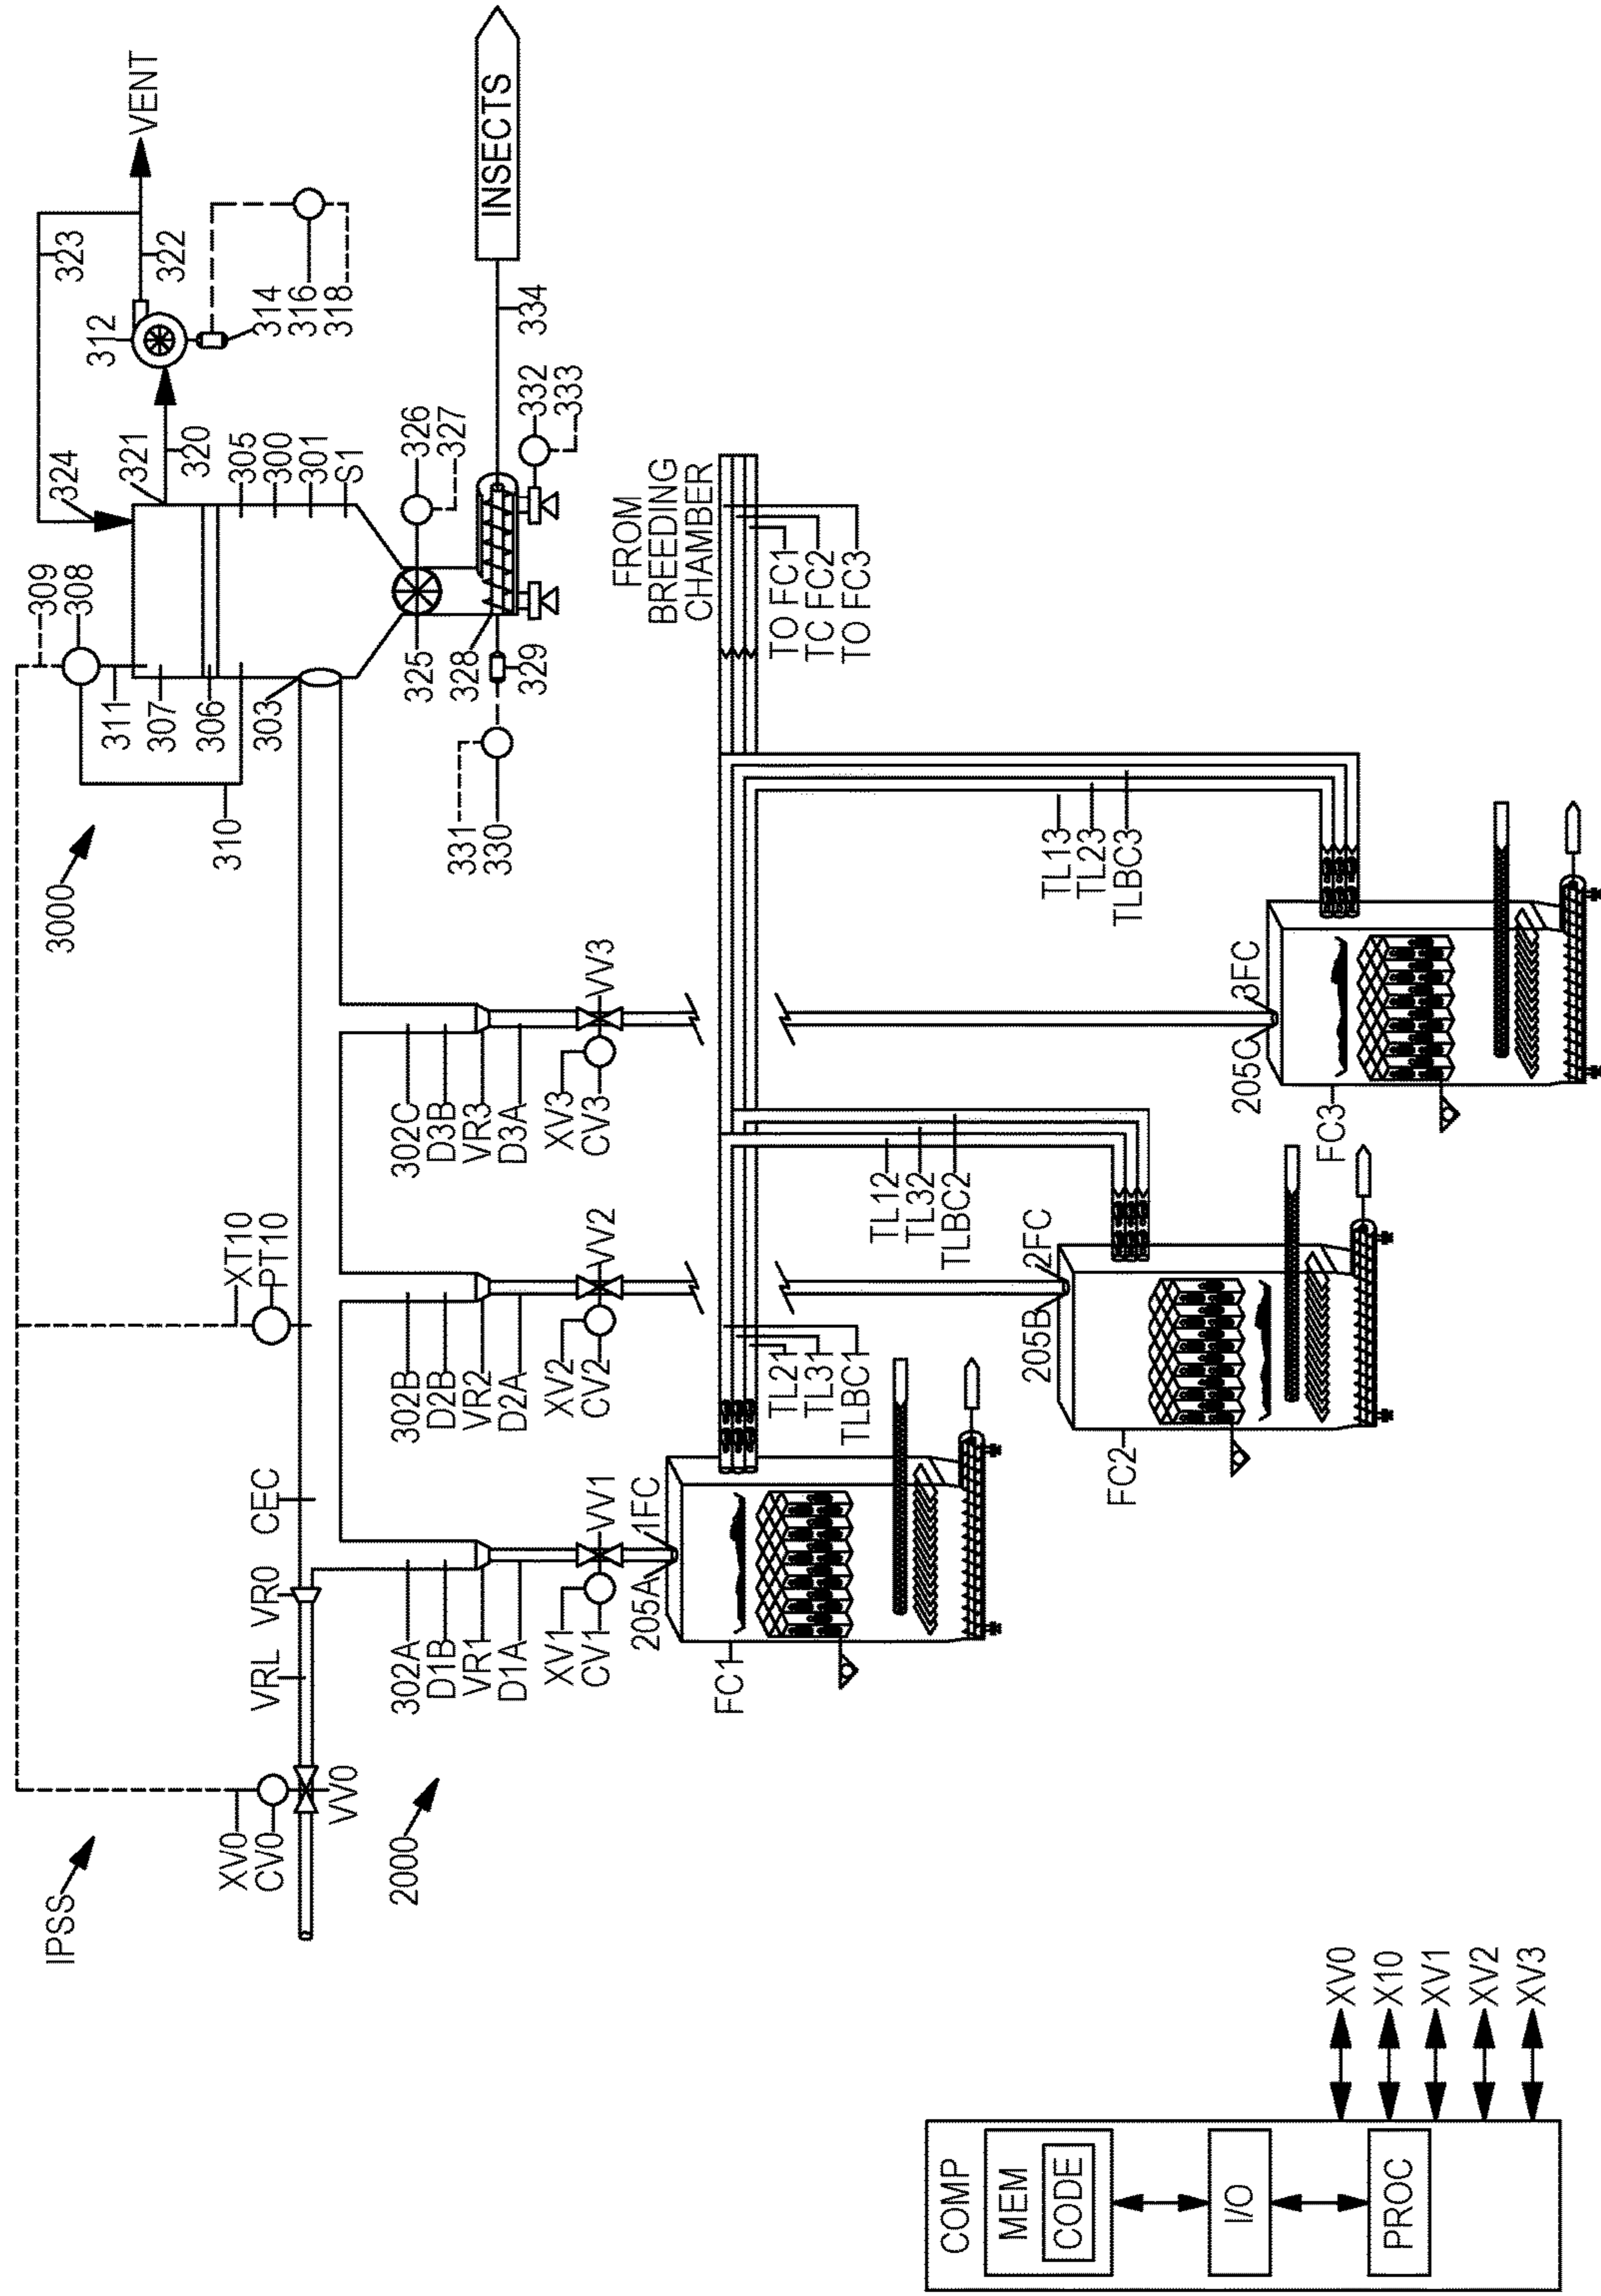 IPSS
XV0
CV0
VV0
VRL
VR0
CEC
XT10
PT10
3000
2000
309
308
311
307
306
303
310
324
321
320
305
300
301
S1
323
322
312
314
316
318
VENT
325
326
327
328
329
330
331
332
333
334
INSECTS
302A
D1B
VR1
D1A
XV1
CV1
VV1
205A
1FC
FC1
302B
D2B
VR2
D2A
XV2
CV2
VV2
205B
2FC
FC2
302C
D3B
VR3
D3A
XV3
CV3
VV3
205C
3FC
FC3
TL21
TL31
TLBC1
TL12
TL32
TLBC2
TL13
TL23
TLBC3
FROM
BREEDING
CHAMBER
TO FC1
TC FC2
TO FC3
COMP
MEM
CODE
I/O
PROC
XV0
X10
XV1
XV2
XV3